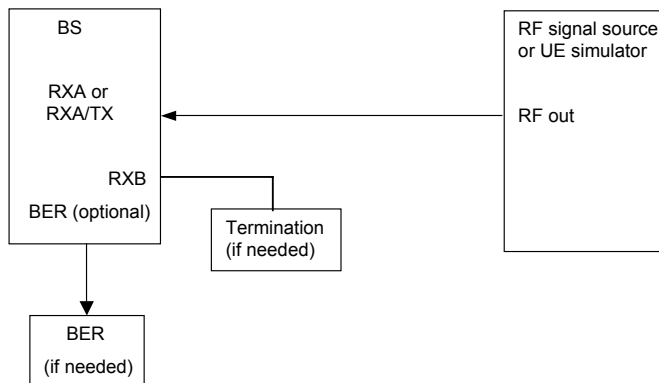 BS
RXA or
RXA/TX
RXB
BER (optional)
BER
(if needed)
Termination
(if needed)
RF signal source
or UE simulator
RF out